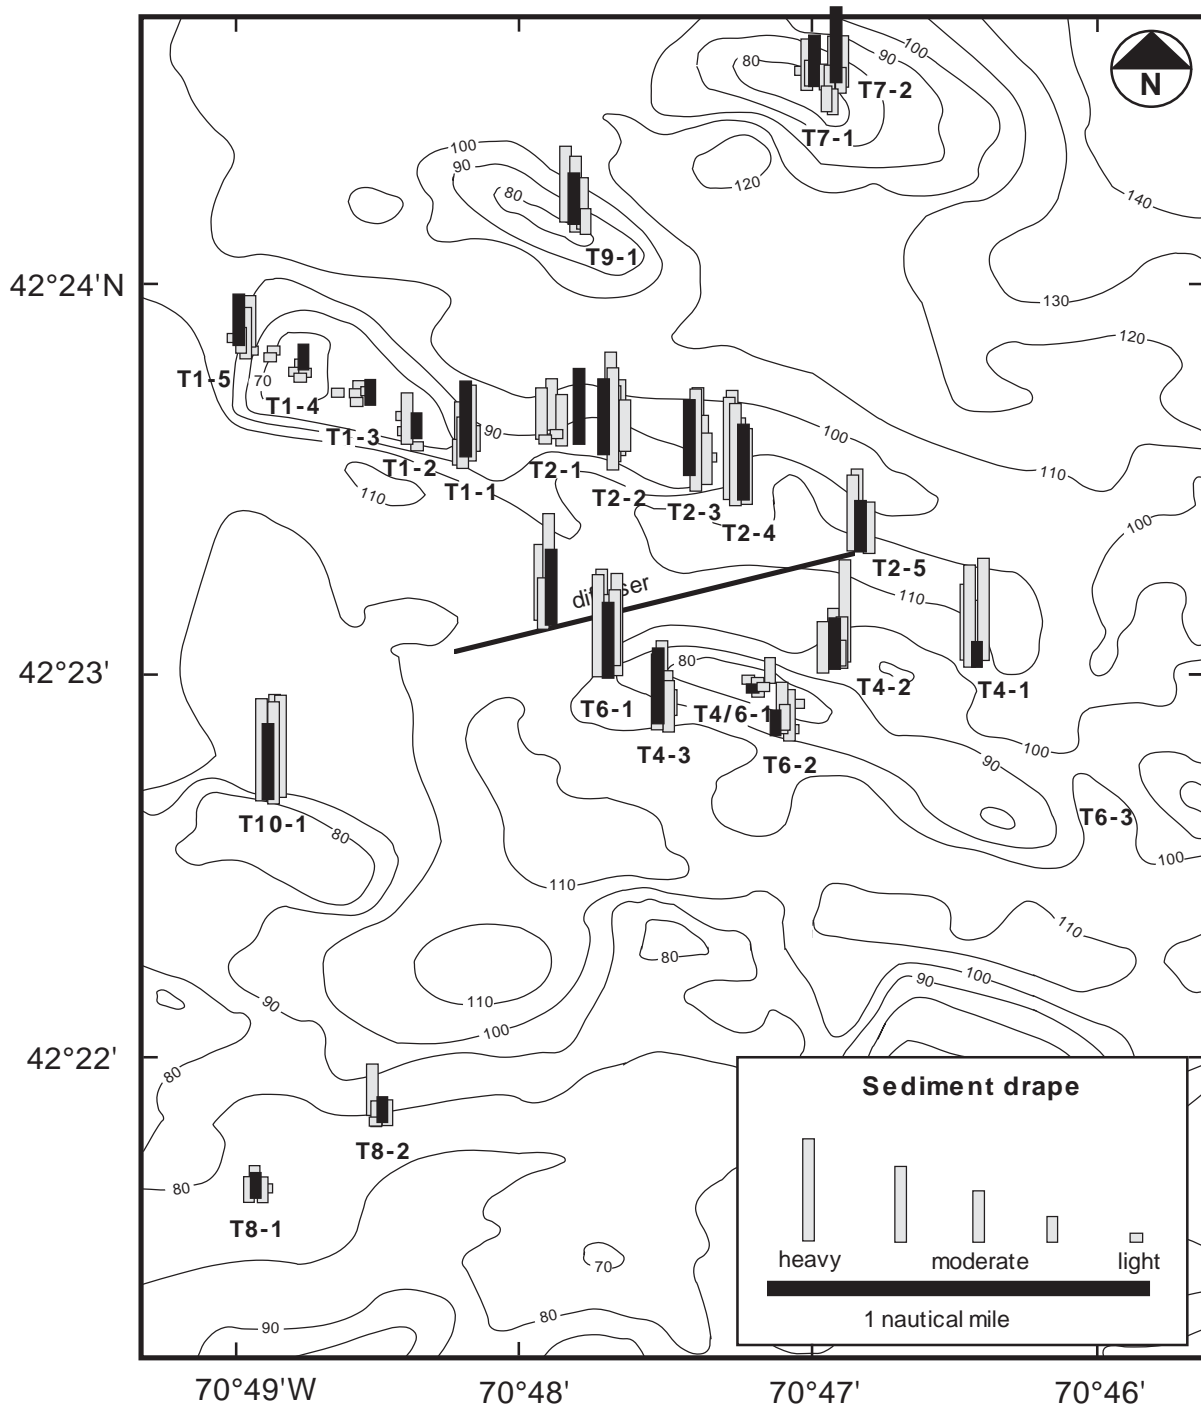 100
90
80
N
T7-2
T7-1
100
90
80
120
140
T9-1
42°24'N
130
120
T1-5
70
T1-4
T1-3
90
100
T1-2
T2-1
110
T1-1
110
T2-2
T2-3
T2-4
100
T2-5
diffuser
110
80
42°23'
T4-2
T4-1
T6-1
T4/6-1
T4-3
T6-2
100
90
T10-1
80
T6-3
100
110
110
80
90
110
100
90
100
42°22'
80
Sediment drape
T8-2
80
T8-1
heavy
moderate
light
70
1 nautical mile
80
90
70°49'W
70°48'
70°47'
70°46'